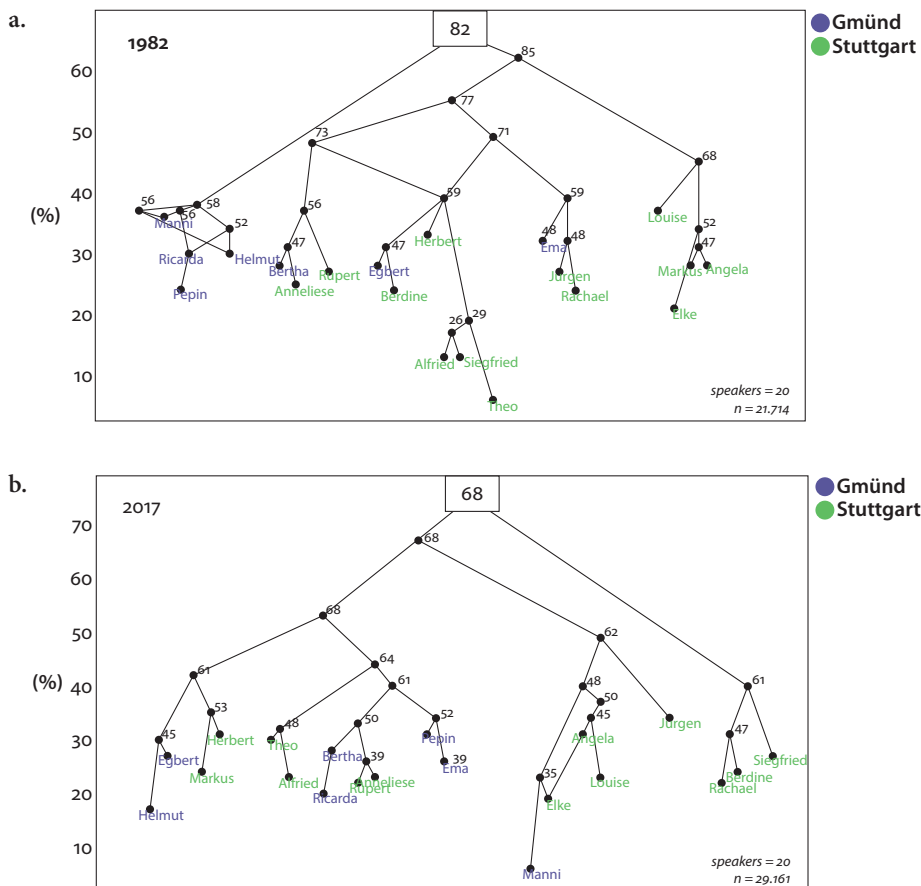 a.
1982
82
Gmünd
Stuttgart
85
60
77
50
73
71
68
(%)
40
56
58
56
59
59
Manni
56
52
Louise
30
Ricarda
Helmut
47
Bertha
Rupert
47
Egbert
Herbert
48
Ema
48
Jürgen
52
47
Markus
Angela
Pepin
Anneliese
Berdine
Rachael
20
Elke
26
29
Alfried
Siegfried
10
Theo
speakers = 20
n = 21.714
b.
2017
68
Gmünd
Stuttgart
70
68
60
50
68
62
(%)
40
61
64
61
48
50
61
30
45
53
48
50
52
45
47
Egbert
Herbert
Theo
Bertha
39
Pepin
Angela
Jürgen
Siegfried
20
Markus
Alfried
Anneliese
Rupert
Ema
39
35
Louise
Berdine
Rachael
Helmut
Ricarda
Elke
10
Manni
speakers = 20
n = 29.161